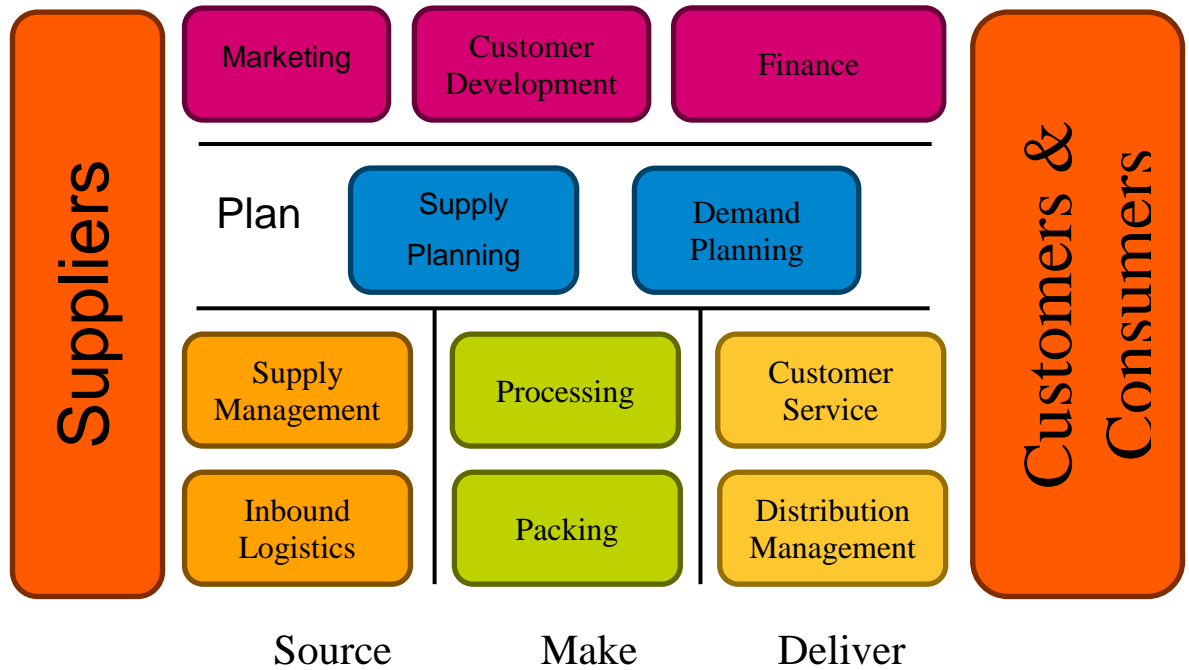 Suppliers
Marketing
Customer
Development
Finance
Plan
Supply
Planning
Demand
Planning
Supply
Management
Processing
Customer
Service
Inbound
Logistics
Packing
Distribution
Management
Customers &
Consumers
Source
Make
Deliver